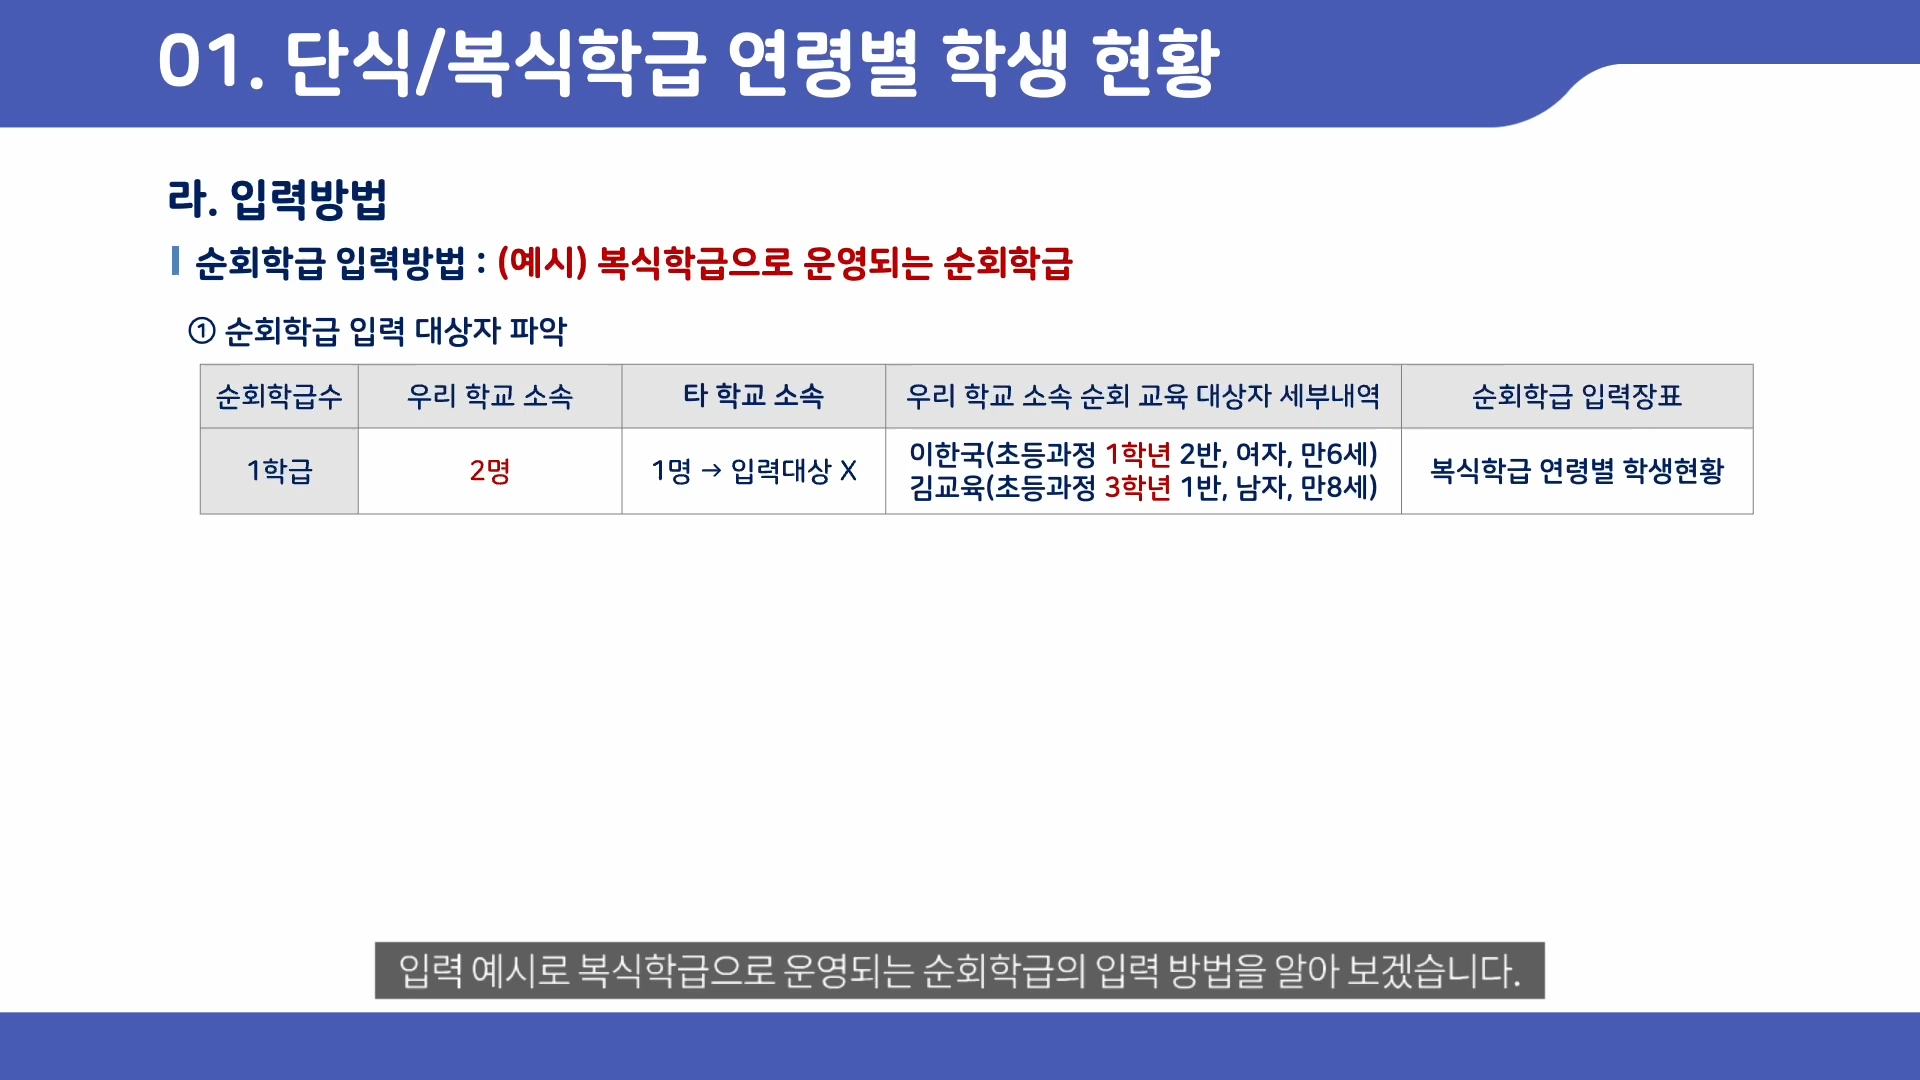 01. 단식/복식학급 연령별 학생 현황
라. 입력방법
순회학급 입력방법 : (예시) 복식학급으로 운영되는 순회학급
① 순회학급 입력 대상자 파악
순회학급수 우리 학교 소속 타 학교 소속 우리 학교 소속 순회 교육 대상자 세부내역 순회학급 입력장표
1학급 2명 1명 → 입력대상 X 이한국(초등과정 1학년 2반, 여자, 만6세) 복식학급 연령별 학생현황
김교육(초등과정 3학년 1반, 남자, 만8세)
입력 예시로 복식학급으로 운영되는 순회학급의 입력 방법을 알아 보겠습니다.